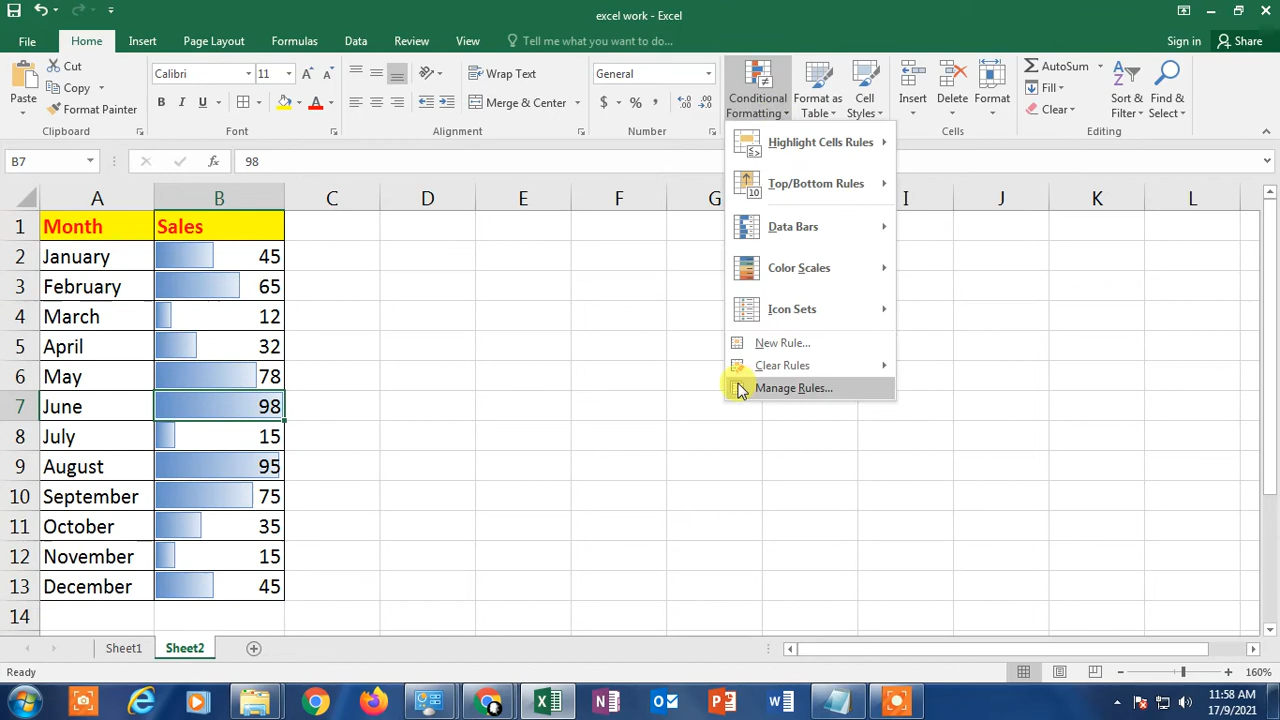 excel work - Excel
File Home Insert Page Layout Formulas Data Review View Tell me what you want to do... Sign in Share
Paste
Cut
Copy
Format Painter
Clipboard
Calibri 11
B I U
Font
Wrap Text
Merge & Center
Alignment
General
$ % ,
Number
Conditional Formatting
Format as Table
Cell Styles
Insert Delete Format
Cells
AutoSum
Fill
Clear
Sort & Filter
Find & Select
Editing
Highlight Cells Rules
Top/Bottom Rules
Data Bars
Color Scales
Icon Sets
New Rule...
Clear Rules
Manage Rules...
B7 fx 98
A B C D E F G I J K L
1 Month Sales
2 January 45
3 February 65
4 March 12
5 April 32
6 May 78
7 June 98
8 July 15
9 August 95
10 September 75
11 October 35
12 November 15
13 December 45
14
Sheet1 Sheet2
Ready 160%
11:58 AM
17/9/2021